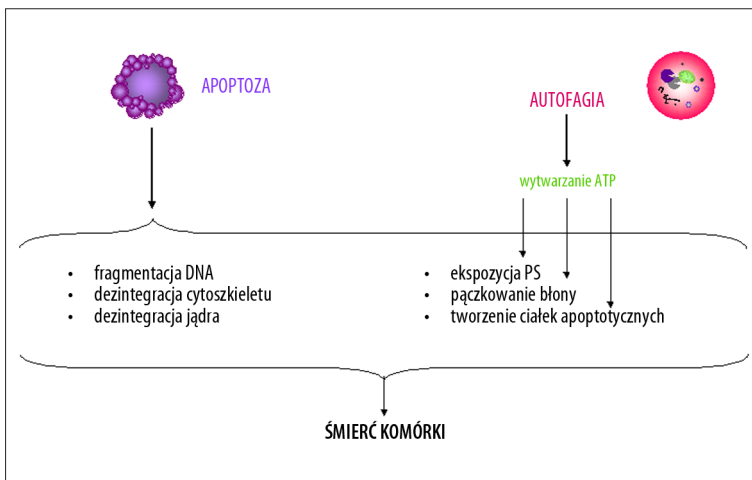 APOPTOZA
AUTOFAGIA
wytwarzanie ATP
• fragmentacja DNA
• dezintegracja cytoszkieletu
• dezintegracja jądra
• ekspozycja PS
• pączkowanie błony
• tworzenie ciałek apoptotycznych
ŚMIERĆ KOMÓRKI